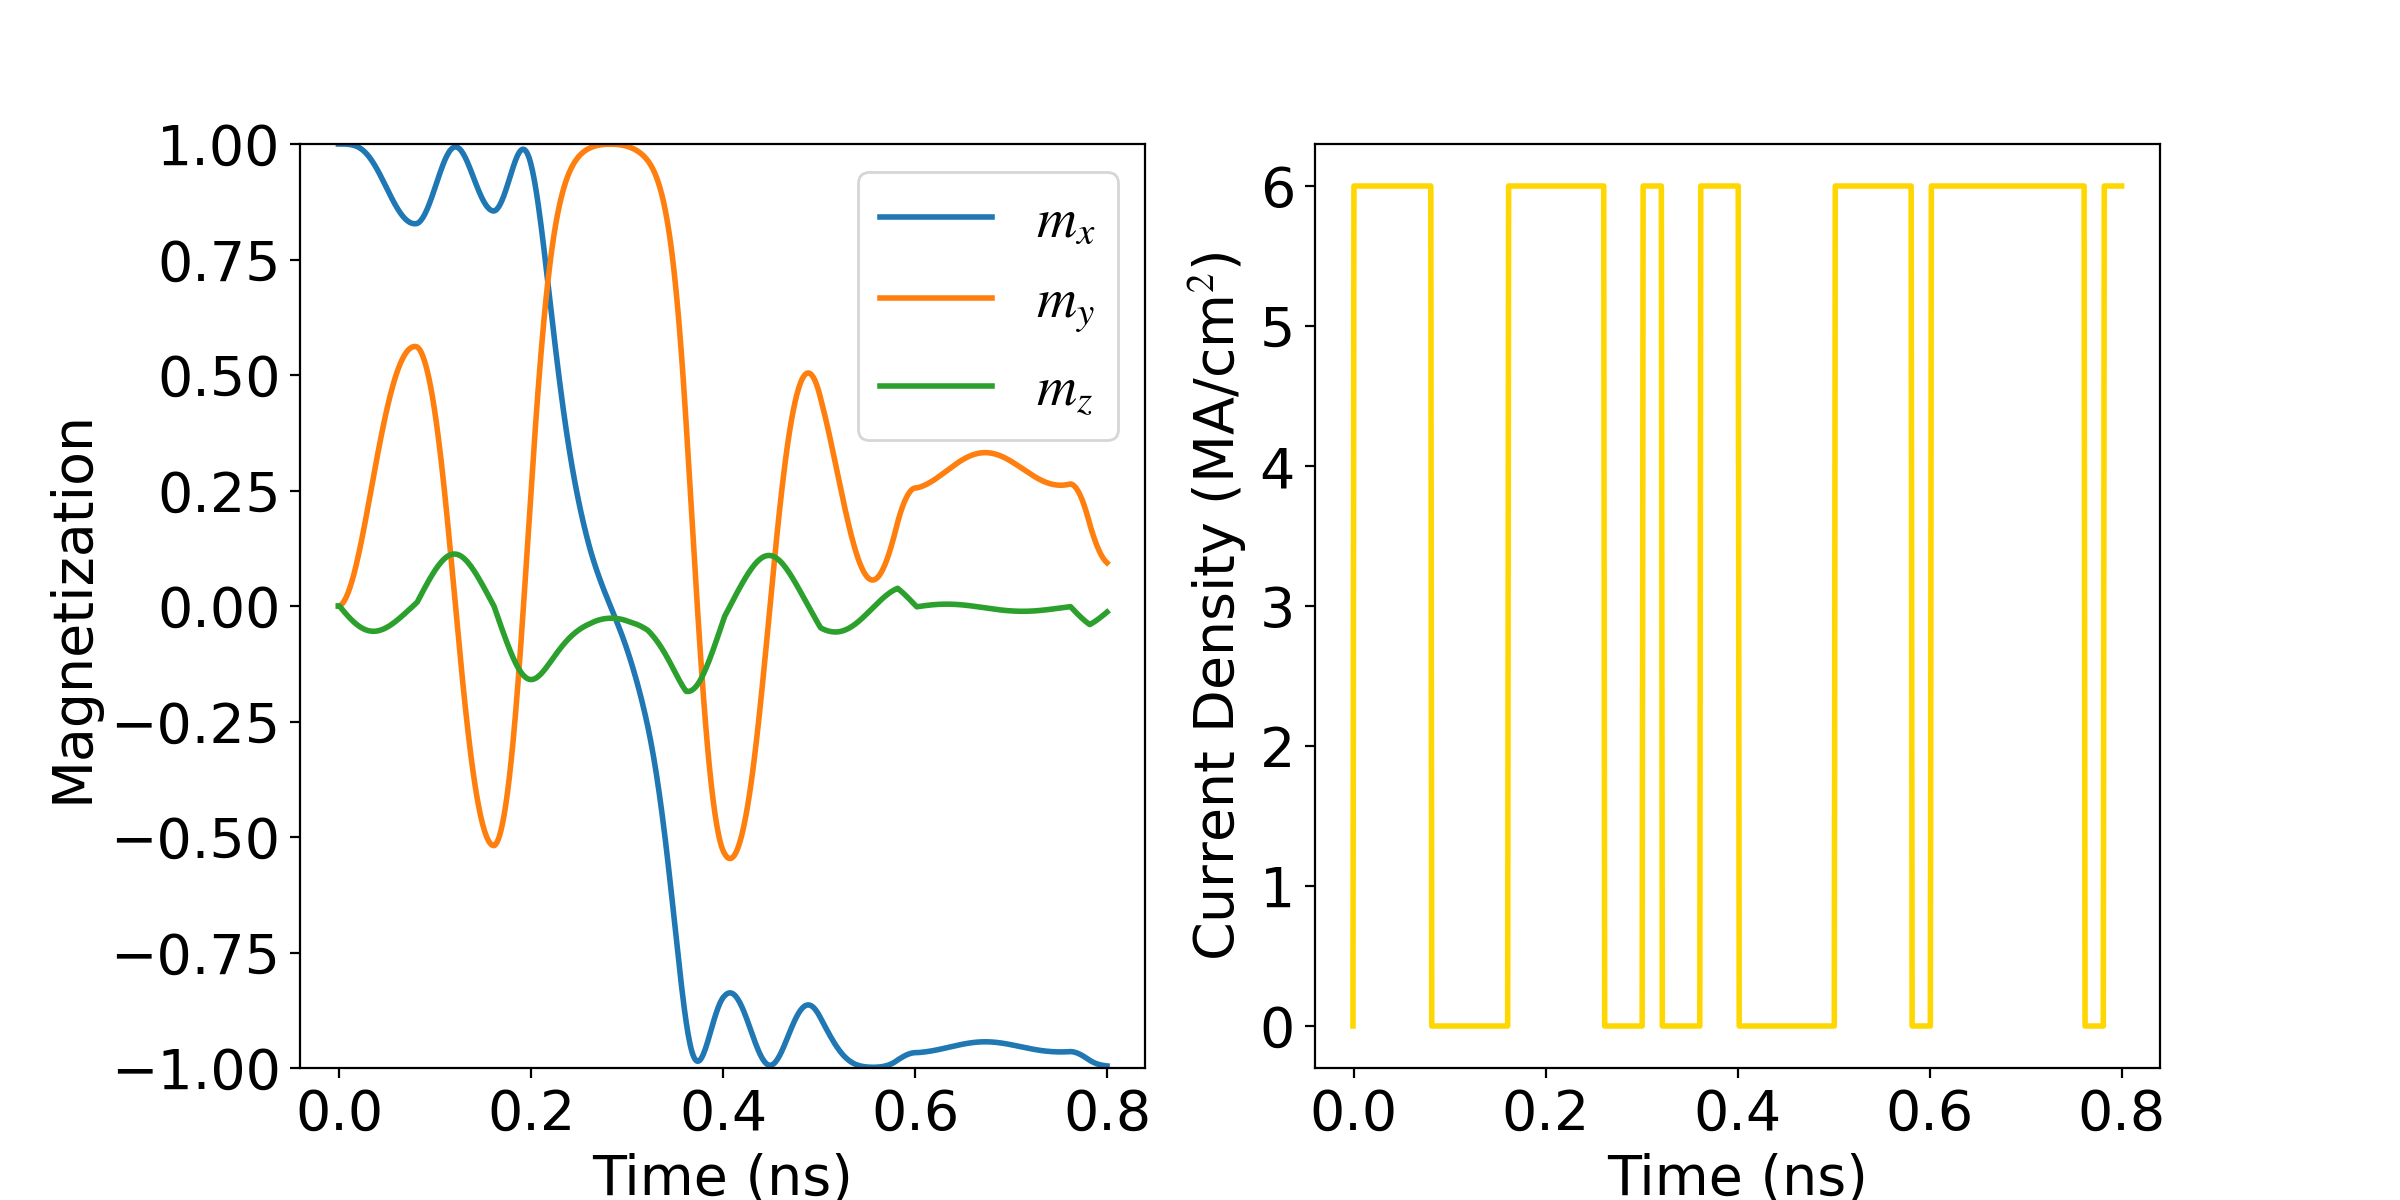 Magnetization
1.00
0.75
0.50
0.25
0.00
−0.25
−0.50
−0.75
−1.00
0.0 0.2 0.4 0.6 0.8
Time (ns)
m_x
m_y
m_z
Current Density (MA/cm²)
6
5
4
3
2
1
0
0.0 0.2 0.4 0.6 0.8
Time (ns)